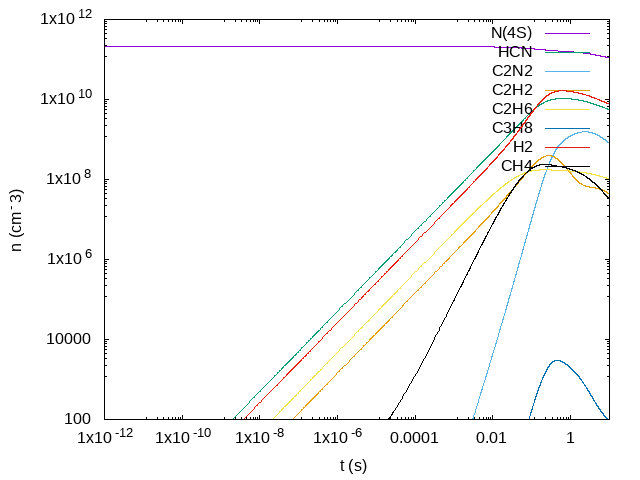 1x10 12
1x10 10
1x10 8
1x10 6
10000
100
n (cm-3)
N(4S)
HCN
C2N2
C2H2
C2H6
C3H8
H2
CH4
1x10 -12
1x10 -10
1x10 -8
1x10 -6
0.0001
0.01
1
t (s)